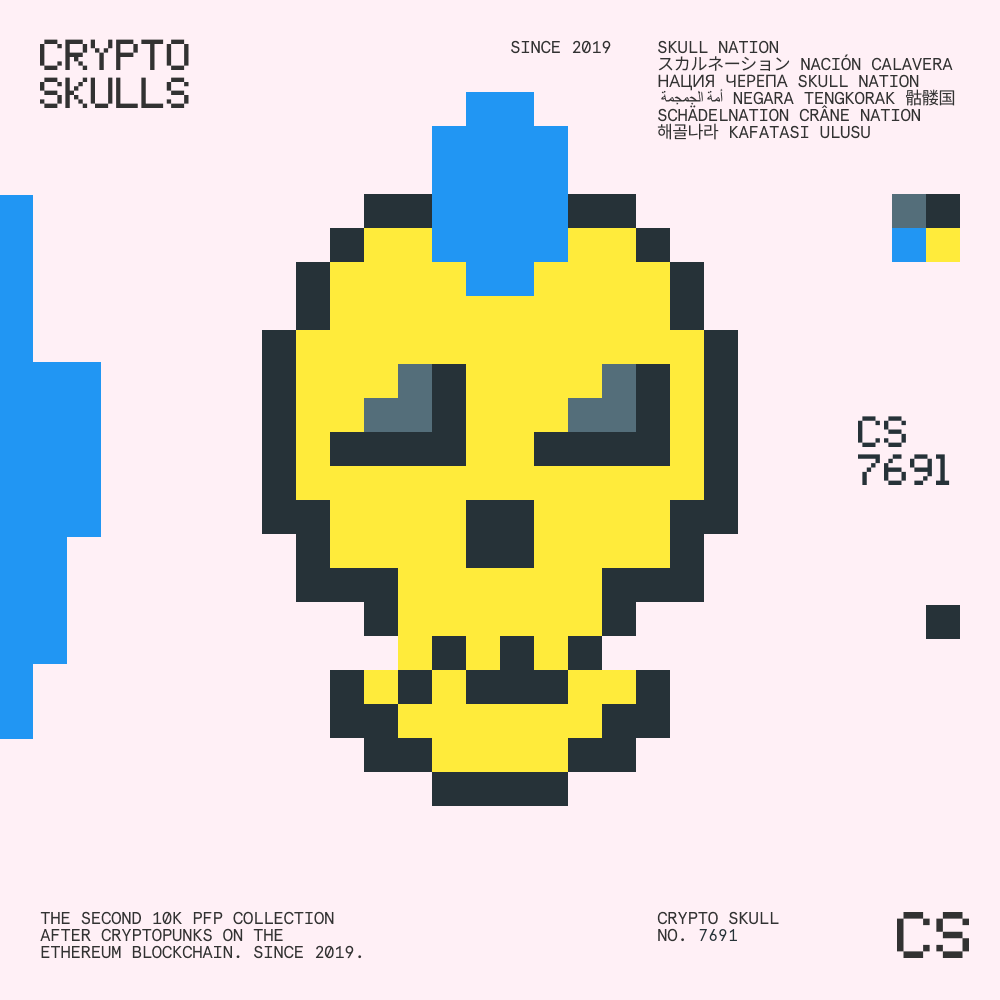 CRYPTO
SKULLS
SINCE 2019
SKULL NATION
スカルネーション NACIÓN CALAVERA
НАЦИЯ ЧЕРЕПА SKULL NATION
أمة الجمجمة NEGARA TENGKORAK 骷髅国
SCHÄDELNATION CRÂNE NATION
해골나라 KAFATASI ULUSU
CS
7691
THE SECOND 10K PFP COLLECTION
AFTER CRYPTOPUNKS ON THE
ETHEREUM BLOCKCHAIN. SINCE 2019.
CRYPTO SKULL
NO. 7691
CS